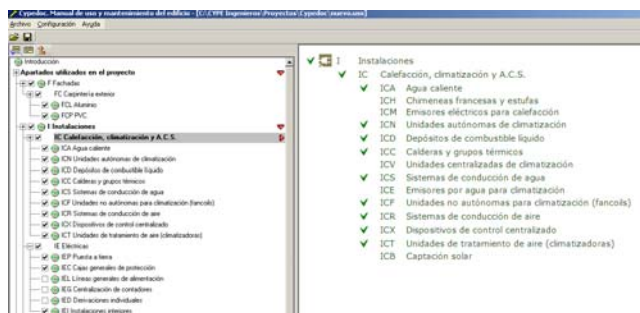 Cypedoc. Manual de uso y mantenimiento del edificio - [C:\CYPE Ingenieros\Proyectos\Cypedoc\nuevo.uso]
Archivo Configuración Ayuda
Introducción
Apartados utilizados en el proyecto
F Fachadas
FC Carpintería exterior
FCL Aluminio
FCP PVC
I Instalaciones
IC Calefacción, climatización y A.C.S.
ICA Agua caliente
ICN Unidades autónomas de climatización
ICD Depósitos de combustible líquido
ICC Calderas y grupos térmicos
ICS Sistemas de conducción de agua
ICF Unidades no autónomas para climatización (fancoils)
ICR Sistemas de conducción de aire
ICX Dispositivos de control centralizado
ICT Unidades de tratamiento de aire (climatizadoras)
IE Eléctricas
IEP Puesta a tierra
IEC Cajas generales de protección
IEL Líneas generales de alimentación
IEG Centralización de contadores
IED Derivaciones individuales
IEI Instalaciones interiores
I Instalaciones
IC Calefacción, climatización y A.C.S.
ICA Agua caliente
ICH Chimeneas francesas y estufas
ICM Emisores eléctricos para calefacción
ICN Unidades autónomas de climatización
ICD Depósitos de combustible líquido
ICC Calderas y grupos térmicos
ICV Unidades centralizadas de climatización
ICS Sistemas de conducción de agua
ICE Emisores por agua para climatización
ICF Unidades no autónomas para climatización (fancoils)
ICR Sistemas de conducción de aire
ICX Dispositivos de control centralizado
ICT Unidades de tratamiento de aire (climatizadoras)
ICB Captación solar